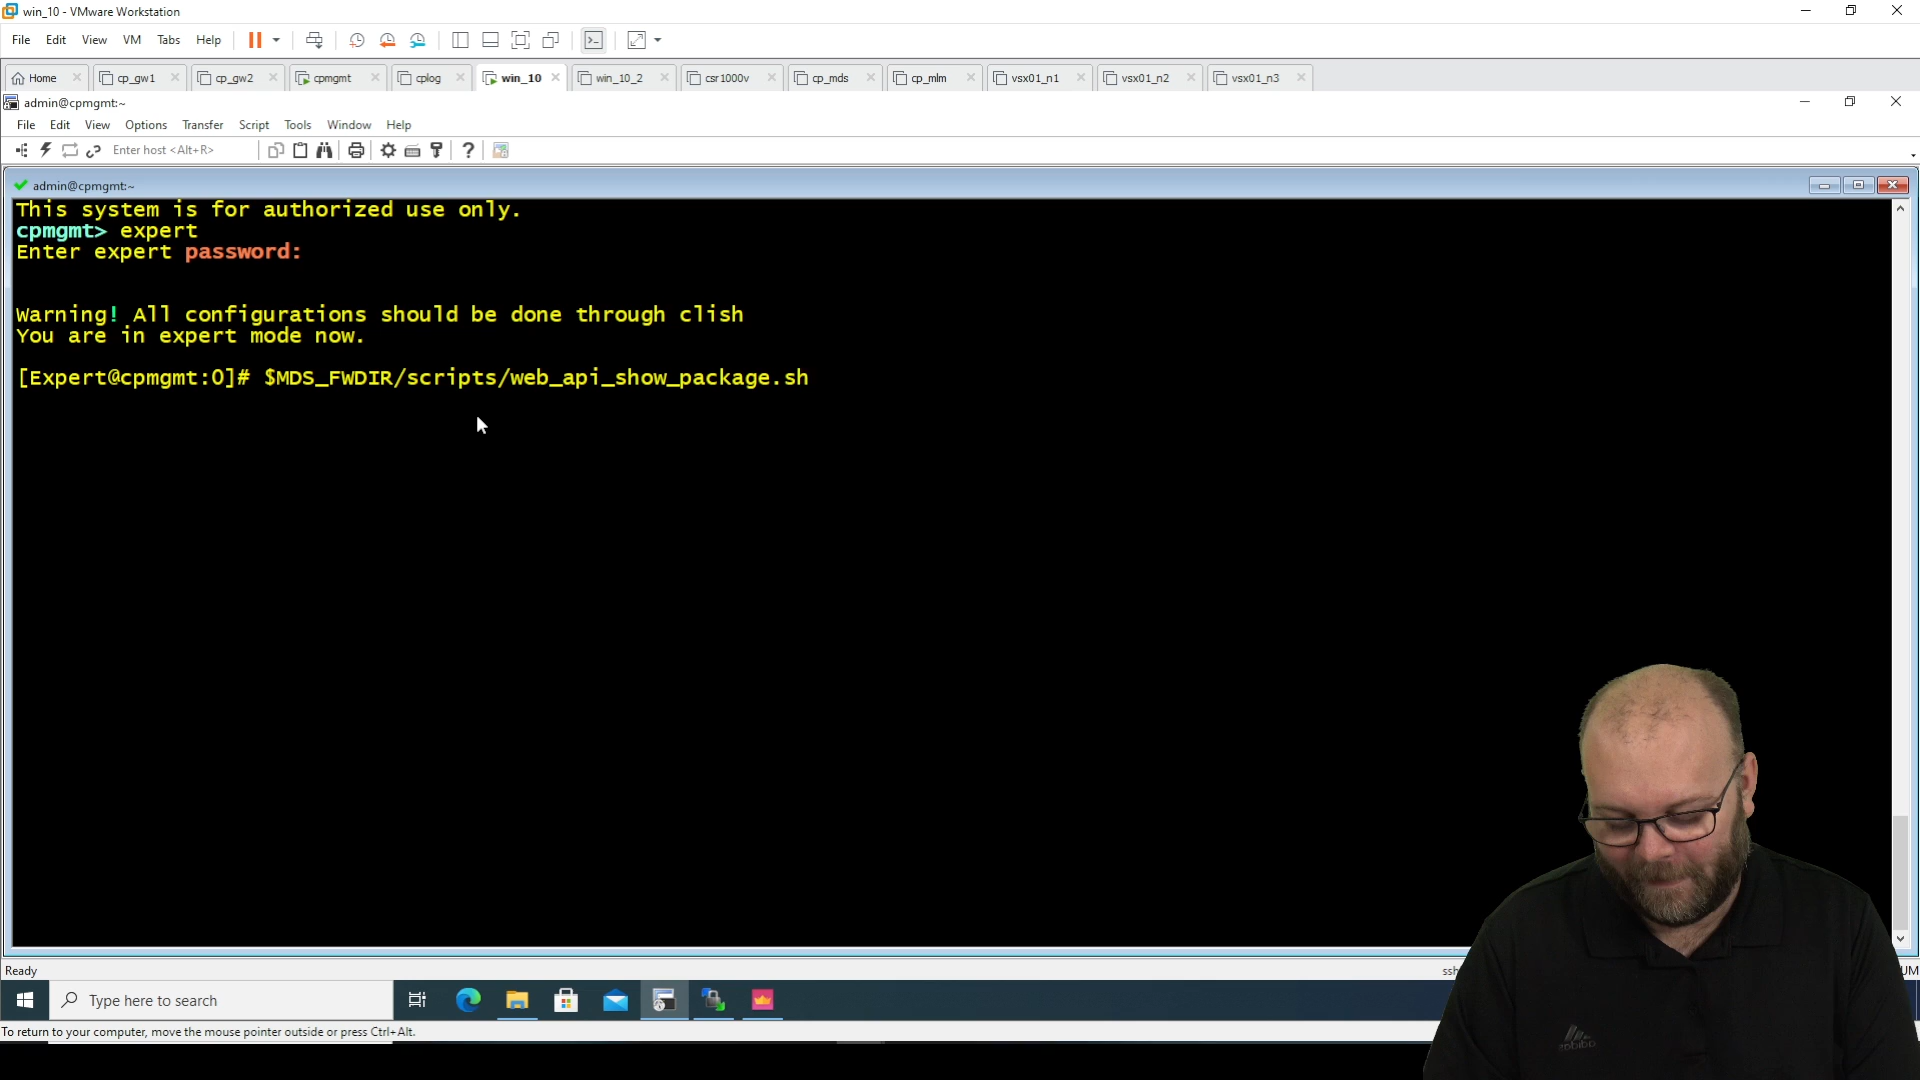 win_10 - VMware Workstation
File Edit View VM Tabs Help
Home cp_gw1 cp_gw2 cpmgmt cplog win_10 win_10_2 csr1000v cp_mds cp_mlm vsx01_n1 vsx01_n2 vsx01_n3
admin@cpmgmt:~
File Edit View Options Transfer Script Tools Window Help
Enter host <Alt+R>
admin@cpmgmt:~
This system is for authorized use only.
cpmgmt> expert
Enter expert password:
Warning! All configurations should be done through clish
You are in expert mode now.
[Expert@cpmgmt:0]# $MDS_FWDIR/scripts/web_api_show_package.sh
Ready
Type here to search
To return to your computer, move the mouse pointer outside or press Ctrl+Alt.
adidas